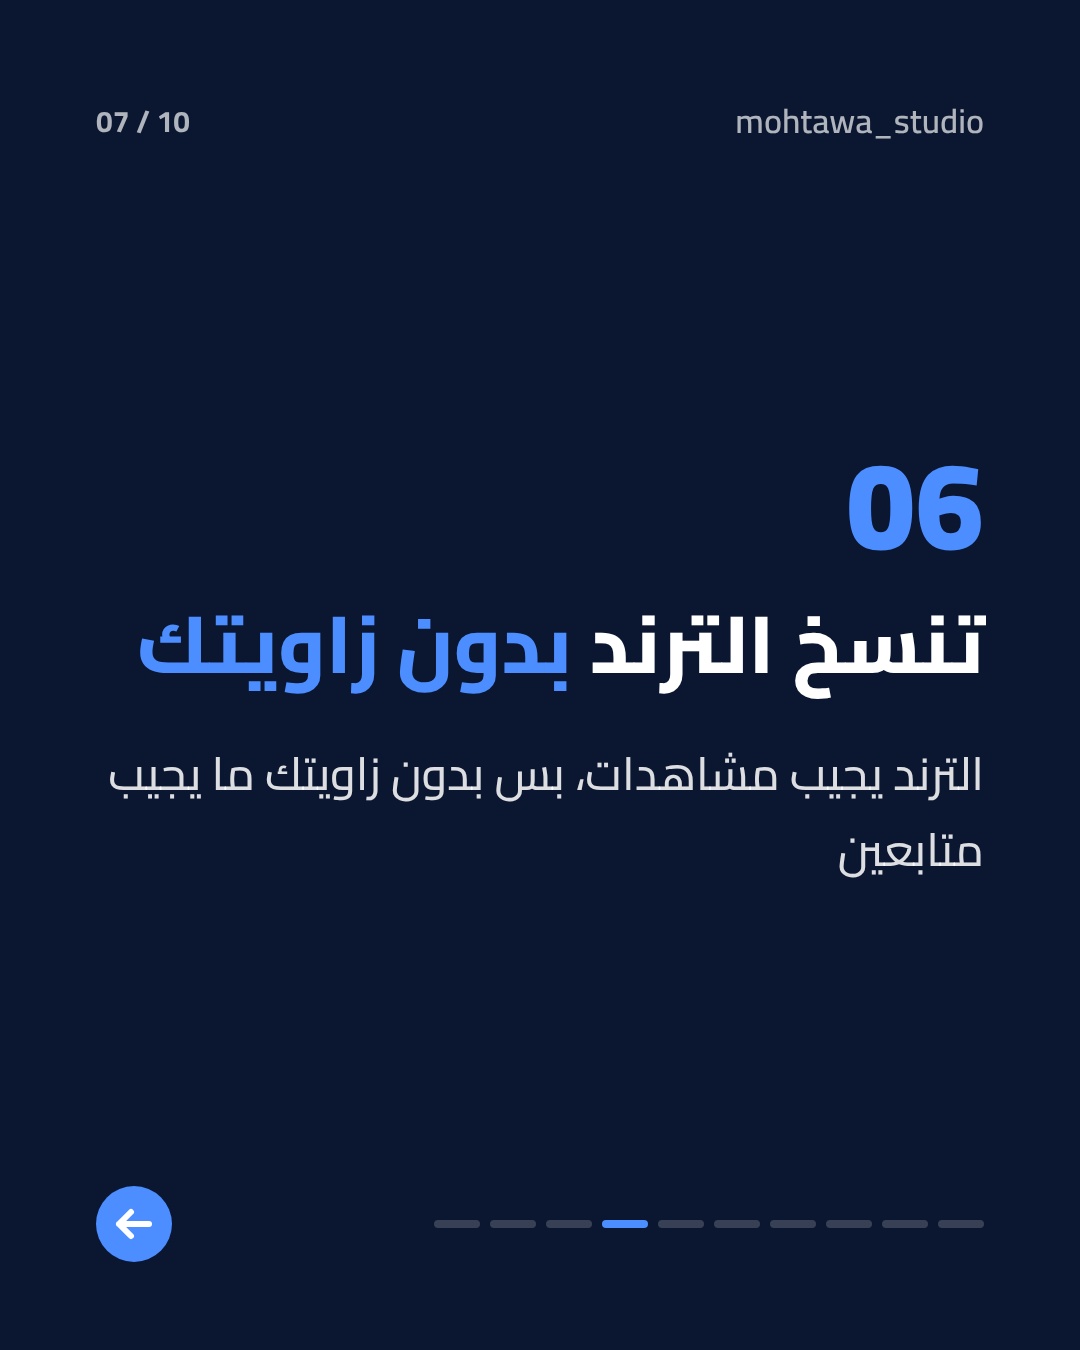 mohtawa_studio
07 / 10
06
تنسخ الترند بدون زاويتك
الترند يجيب مشاهدات، بس بدون زاويتك ما يجيب
متابعين